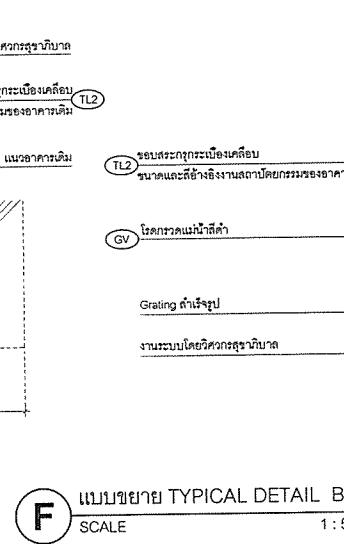 ศวกรสุขาภิบาล
กระเบื้องเคลือบ
TL2
มของอาคารเดิม
แนวอาคารเดิม
TL2
ขอบสระกรุกระเบื้องเคลือบ
ขนาดและสีอ้างอิงงานสถาปัตยกรรมของอาคา
GV
โรดกรวดแม่น้ำสีดำ
Grating สำเร็จรูป
งานระบบโดยวิศวกรสุขาภิบาล
F
แบบขยาย TYPICAL DETAIL B
SCALE 1 : 5